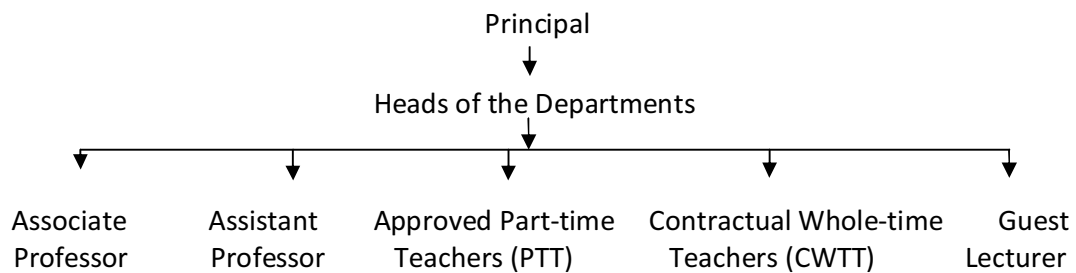 Principal
Heads of the Departments
Associate Assistant Approved Part-time Contractual Whole-time Guest
Professor Professor Teachers (PTT) Teachers (CWTT) Lecturer